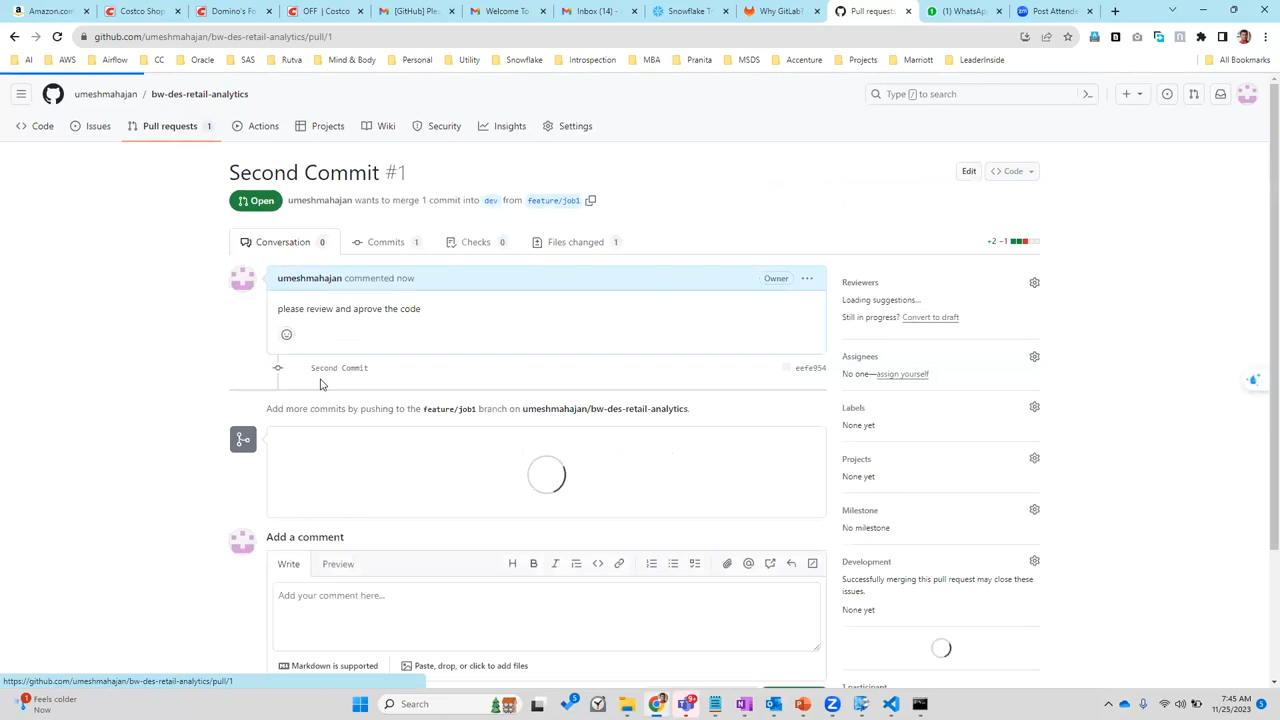 Amazon.com
Costco Shop
Domino's Fo
OFF | Costco
[GitHub] Ple
Welcome To
Inbox (14) -
Snowflake Tr
Why GitLab?
Pull requests
(1) WhatsAp
Post Attende
github.com/umeshmahajan/bw-des-retail-analytics/pull/1
AI
AWS
Airflow
CC
Oracle
SAS
Rutva
Mind & Body
Personal
Utility
Snowflake
Introspection
MBA
Pranita
MSDS
Accenture
Projects
Marriott
LeaderInside
All Bookmarks
umeshmahajan / bw-des-retail-analytics
Type / to search
Code
Issues
Pull requests 1
Actions
Projects
Wiki
Security
Insights
Settings
Second Commit #1
Edit
<> Code
Open
umeshmahajan wants to merge 1 commit into dev from feature/job1
Conversation 0
Commits 1
Checks 0
Files changed 1
+2 −1
umeshmahajan commented now
Owner
please review and aprove the code
Second Commit
eefe954
Add more commits by pushing to the feature/job1 branch on umeshmahajan/bw-des-retail-analytics.
Add a comment
Write
Preview
Add your comment here...
Markdown is supported
Paste, drop, or click to add files
Reviewers
Loading suggestions...
Still in progress? Convert to draft
Assignees
No one—assign yourself
Labels
None yet
Projects
None yet
Milestone
No milestone
Development
Successfully merging this pull request may close these
issues.
None yet
1 participant
https://github.com/umeshmahajan/bw-des-retail-analytics/pull/1
Feels colder
Now
Search
7:45 AM
11/25/2023